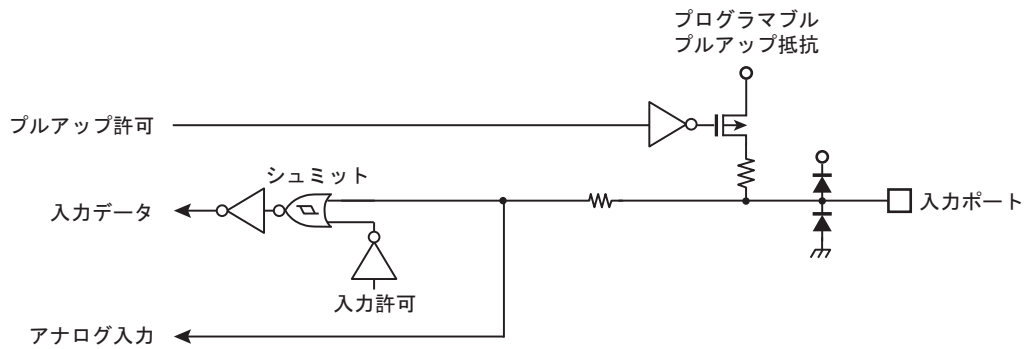 プログラマブル
プルアップ抵抗
プルアップ許可
シュミット
入力データ
入力ポート
入力許可
アナログ入力